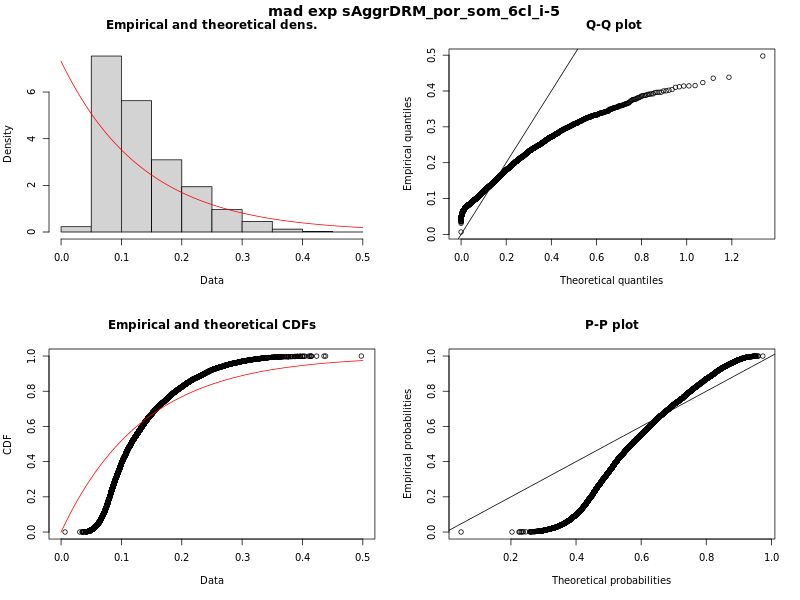 mad exp sAggrDRM_por_som_6cl_i-5
Empirical and theoretical dens.
Density
0 2 4 6
0.0 0.1 0.2 0.3 0.4 0.5
Data
Q-Q plot
Empirical quantiles
0.0 0.1 0.2 0.3 0.4 0.5
0.0 0.2 0.4 0.6 0.8 1.0 1.2
Theoretical quantiles
Empirical and theoretical CDFs
CDF
0.0 0.2 0.4 0.6 0.8 1.0
0.0 0.1 0.2 0.3 0.4 0.5
Data
P-P plot
Empirical probabilities
0.0 0.2 0.4 0.6 0.8 1.0
0.2 0.4 0.6 0.8 1.0
Theoretical probabilities